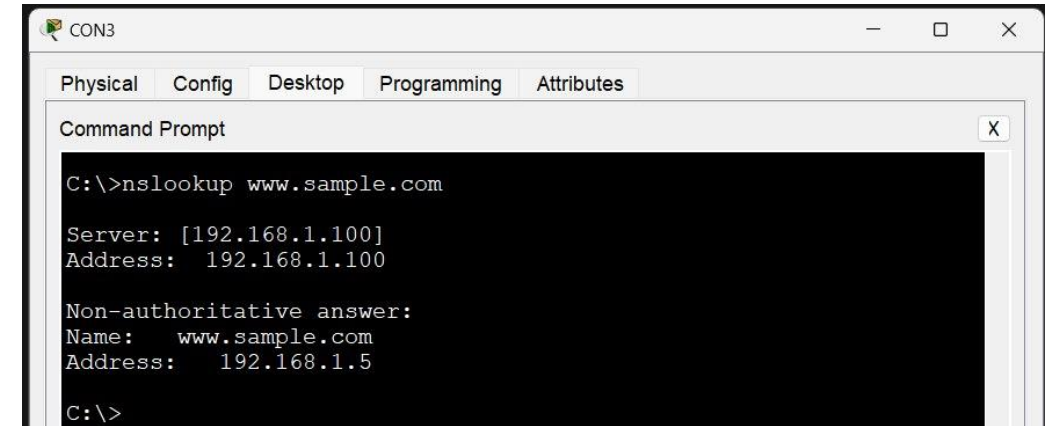 CON3
Physical Config Desktop Programming Attributes
Command Prompt X
C:\>nslookup www.sample.com
Server: [192.168.1.100]
Address: 192.168.1.100
Non-authoritative answer:
Name: www.sample.com
Address: 192.168.1.5
C:\>